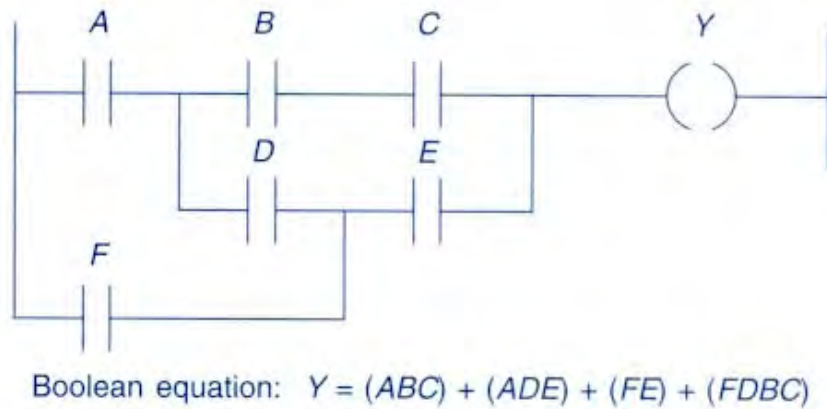 A B C Y
D E
F
Boolean equation: Y = (ABC) + (ADE) + (FE) + (FDBC)